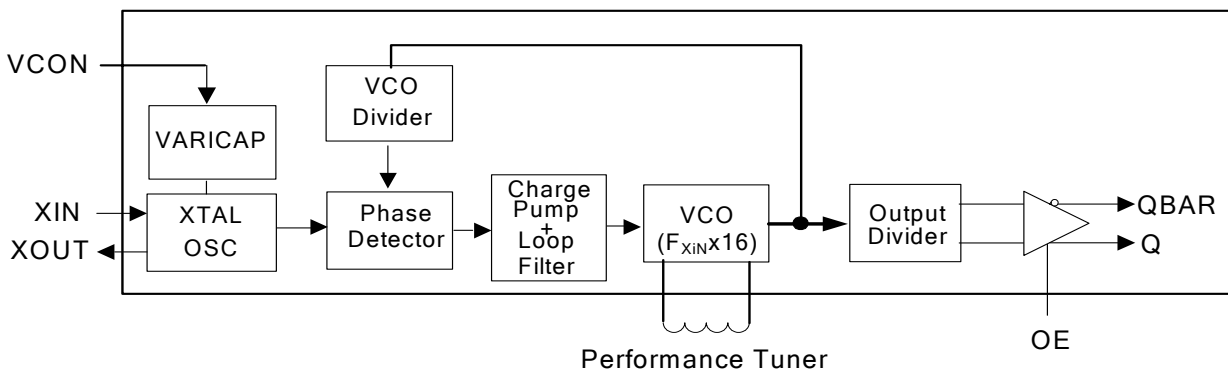 VCON
VCO
Divider
VARICAP
XIN
XOUT
XTAL
OSC
Phase
Detector
Charge
Pump
+
Loop
Filter
VCO
(FXiNx16)
Output
Divider
QBAR
Q
OE
Performance Tuner